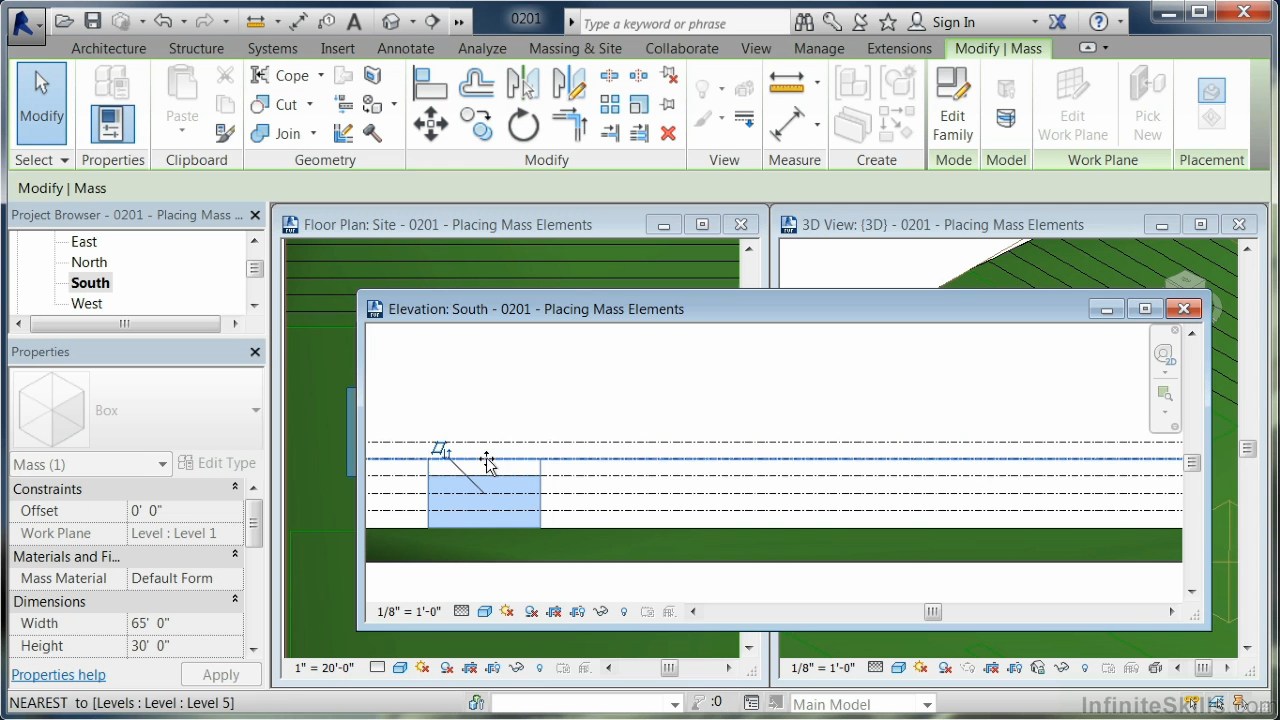 0201
Type a keyword or phrase
Sign In
Architecture Structure Systems Insert Annotate Analyze Massing & Site Collaborate View Manage Extensions Modify | Mass
Modify
Paste
Cope
Cut
Join
Edit
Family
Edit
Work Plane
Pick
New
Select Properties Clipboard Geometry Modify View Measure Create Mode Model Work Plane Placement
Modify | Mass
Project Browser - 0201 - Placing Mass ...
East
North
South
West
Floor Plan: Site - 0201 - Placing Mass Elements
3D View: {3D} - 0201 - Placing Mass Elements
Elevation: South - 0201 - Placing Mass Elements
2D
Properties
Box
Mass (1)
Edit Type
Constraints
Offset 0' 0"
Work Plane Level : Level 1
Materials and Fi...
Mass Material Default Form
Dimensions
Width 65' 0"
Height 30' 0"
Properties help
Apply
1/8" = 1'-0"
1" = 20'-0"
1/8" = 1'-0"
NEAREST to [Levels : Level : Level 5]
:0
Main Model
InfiniteSkills.com